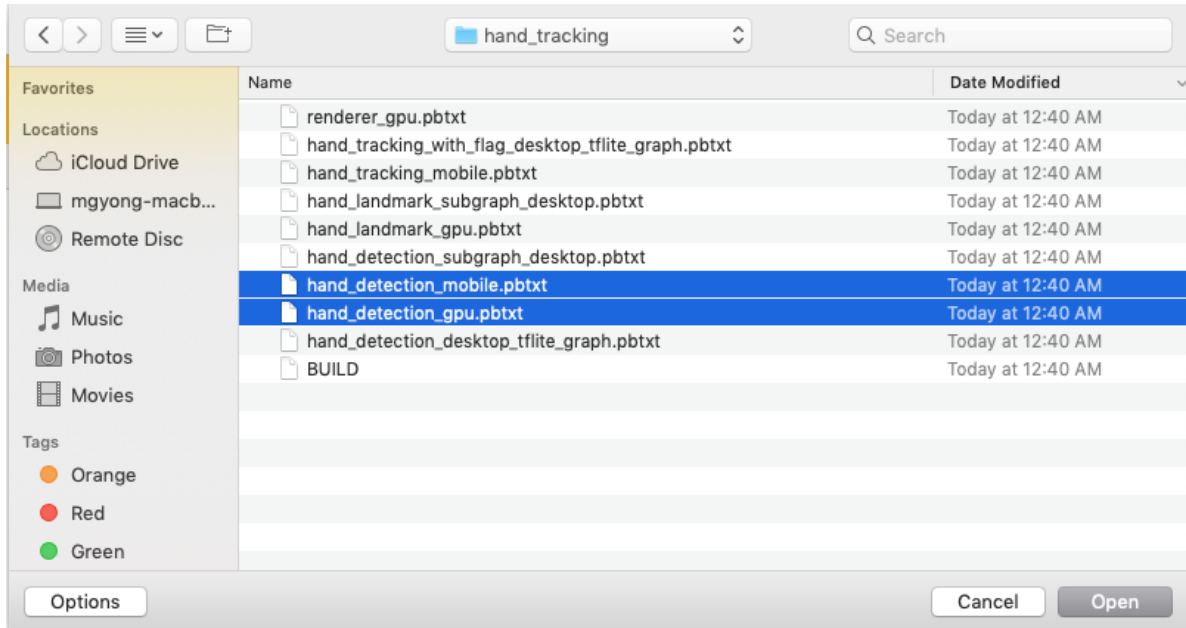 hand_tracking
Search
Favorites
Locations
iCloud Drive
mgyong-macb...
Remote Disc
Media
Music
Photos
Movies
Tags
Orange
Red
Green
Name Date Modified
renderer_gpu.pbtxt Today at 12:40 AM
hand_tracking_with_flag_desktop_tflite_graph.pbtxt Today at 12:40 AM
hand_tracking_mobile.pbtxt Today at 12:40 AM
hand_landmark_subgraph_desktop.pbtxt Today at 12:40 AM
hand_landmark_gpu.pbtxt Today at 12:40 AM
hand_detection_subgraph_desktop.pbtxt Today at 12:40 AM
hand_detection_mobile.pbtxt Today at 12:40 AM
hand_detection_gpu.pbtxt Today at 12:40 AM
hand_detection_desktop_tflite_graph.pbtxt Today at 12:40 AM
BUILD Today at 12:40 AM
Options Cancel Open